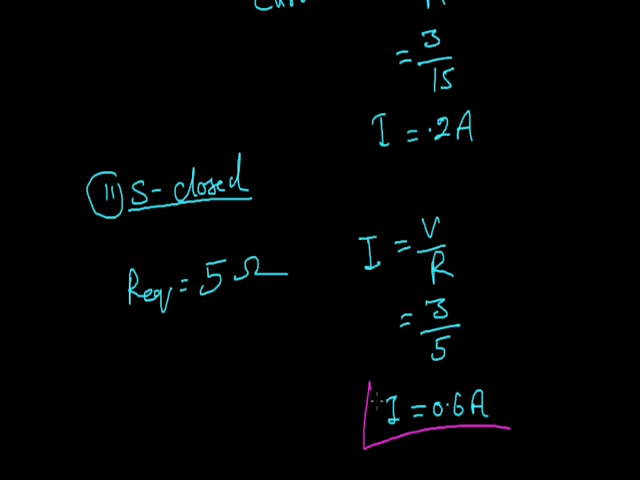 = 3/15
I = .2A
(II) S- closed
I = V/R
Req = 5 Ω
= 3/5
I = 0.6A